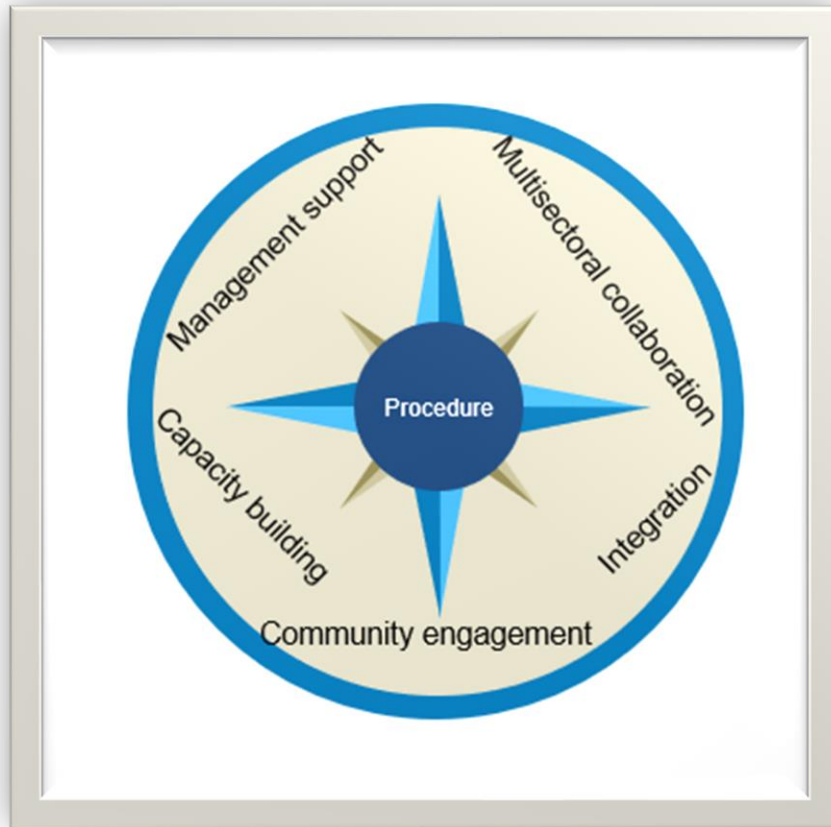 Management support
Multisectoral collaboration
Procedure
Capacity building
Integration
Community engagement